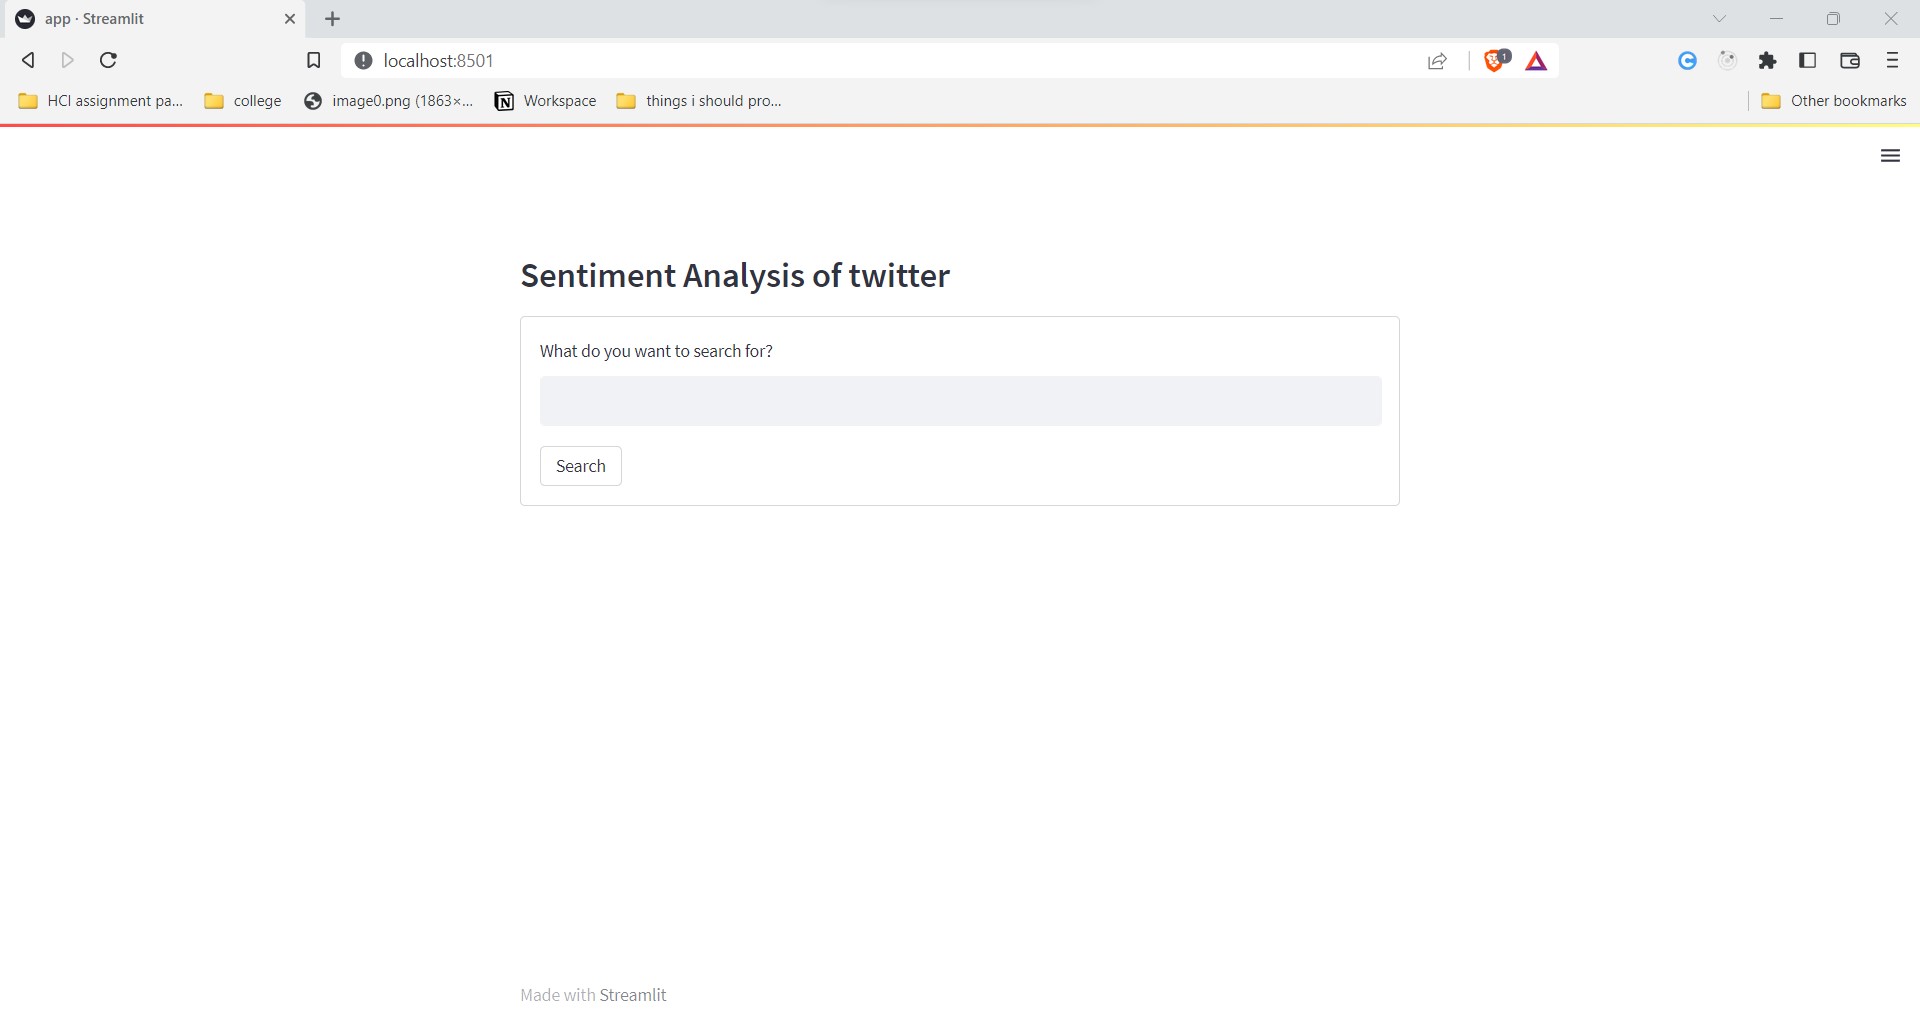 app · Streamlit
localhost:8501
1
HCI assignment pa...
college
image0.png (1863×...
Workspace
things i should pro...
Other bookmarks
Sentiment Analysis of twitter
What do you want to search for?
Search
Made with Streamlit